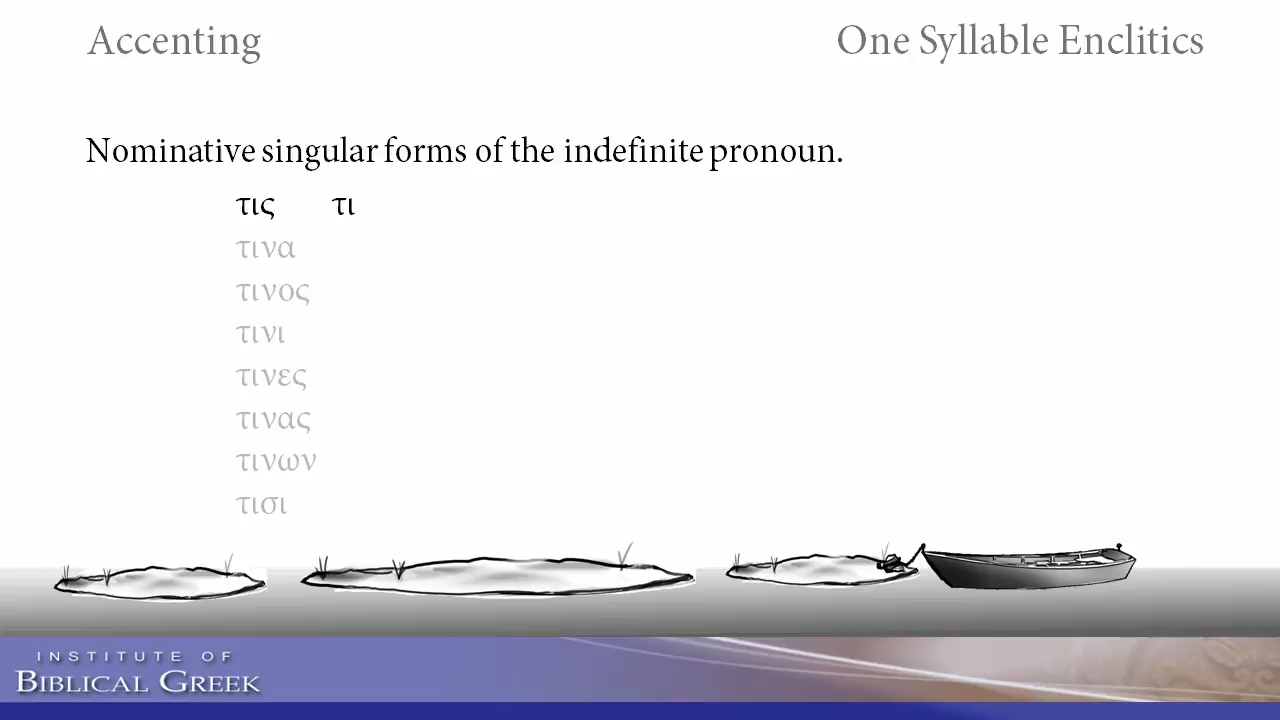 Accenting One Syllable Enclitics
Nominative singular forms of the indefinite pronoun.
τις τι
τινα
τινος
τινι
τινες
τινας
τινων
τισι
INSTITUTE OF
BIBLICAL GREEK